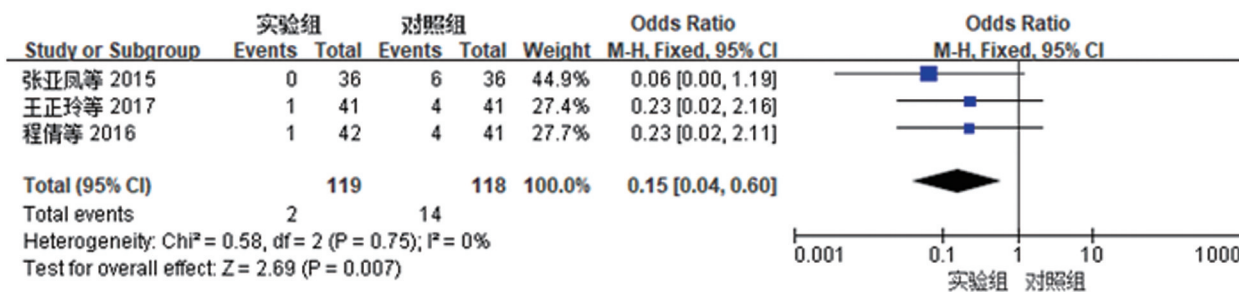 实验组 对照组 Odds Ratio Odds Ratio
Study or Subgroup Events Total Events Total Weight M-H, Fixed, 95% CI M-H, Fixed, 95% CI
张亚凤等 2015 0 36 6 36 44.9% 0.06 [0.00, 1.19]
王正玲等 2017 1 41 4 41 27.4% 0.23 [0.02, 2.16]
程倩等 2016 1 42 4 41 27.7% 0.23 [0.02, 2.11]
Total (95% CI) 119 118 100.0% 0.15 [0.04, 0.60]
Total events 2 14
Heterogeneity: Chi² = 0.58, df = 2 (P = 0.75); I² = 0%
Test for overall effect: Z = 2.69 (P = 0.007)
0.001 0.1 1 10 1000
实验组 对照组